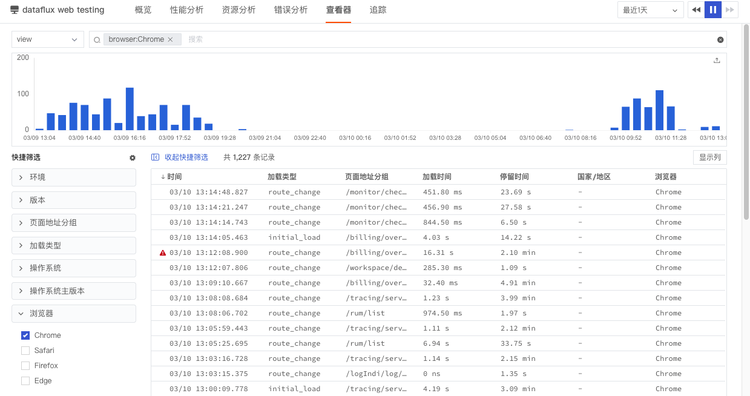 dataflux web testing 概览 性能分析 资源分析 错误分析 查看器 追踪 最近1天
view browser:Chrome × 搜索
200
100
0
03/09 13:04 03/09 14:40 03/09 16:16 03/09 17:52 03/09 19:28 03/09 21:04 03/09 22:40 03/10 00:16 03/10 01:52 03/10 03:28 03/10 05:04 03/10 06:40 03/10 08:16 03/10 09:52 03/10 11:28 03/10 13:0
快捷筛选 收起快捷筛选 共 1,227 条记录 显示列
环境
版本
页面地址分组
加载类型
操作系统
操作系统主版本
浏览器
Chrome
Safari
Firefox
Edge
时间 加载类型 页面地址分组 加载时间 停留时间 国家/地区 浏览器
03/10 13:14:48.827 route_change /monitor/chec… 451.80 ms 23.69 s - Chrome
03/10 13:14:21.247 route_change /monitor/chec… 456.90 ms 27.58 s - Chrome
03/10 13:14:14.743 route_change /monitor/chec… 844.50 ms 6.50 s - Chrome
03/10 13:14:05.463 initial_load /billing/over… 4.03 s 14.22 s - Chrome
03/10 13:12:08.900 route_change /billing/over… 16.31 s 2.10 min - Chrome
03/10 13:12:07.806 route_change /workspace/de… 285.30 ms 1.09 s - Chrome
03/10 13:09:10.667 route_change /billing/over… 32.40 ms 4.91 min - Chrome
03/10 13:08:08.684 route_change /tracing/serv… 1.23 s 3.99 min - Chrome
03/10 13:08:06.702 route_change /rum/list 974.50 ms 1.97 s - Chrome
03/10 13:05:59.443 route_change /tracing/serv… 1.11 s 2.12 min - Chrome
03/10 13:05:25.695 route_change /rum/list 6.94 s 33.75 s - Chrome
03/10 13:03:16.728 route_change /tracing/serv… 1.14 s 2.15 min - Chrome
03/10 13:03:15.375 route_change /logIndi/log/… 0 ns 1.35 s - Chrome
03/10 13:00:09.778 initial_load /tracing/serv… 4.19 s 3.09 min - Chrome